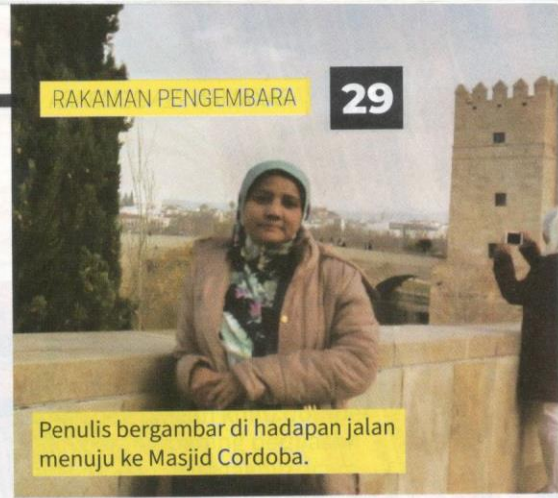 RAKAMAN PENGEMBARA
29
Penulis bergambar di hadapan jalan
menuju ke Masjid Cordoba.